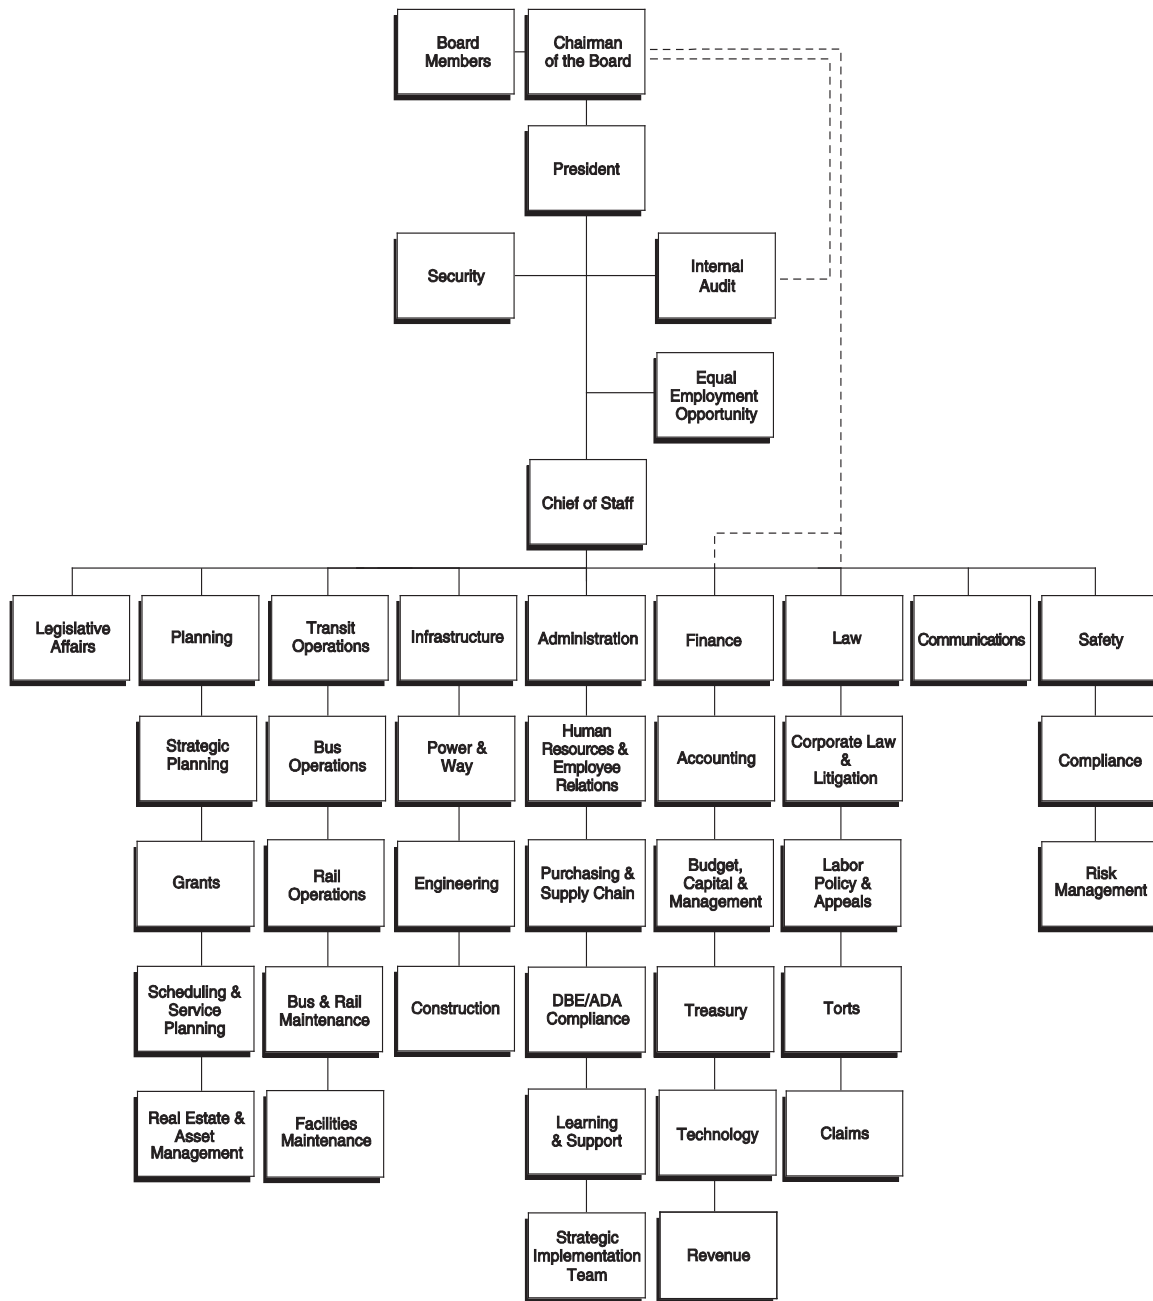 Board
Members
Chairman
of the Board
President
Security
Internal
Audit
Equal
Employment
Opportunity
Chief of Staff
Legislative
Affairs
Planning
Transit
Operations
Infrastructure
Administration
Finance
Law
Communications
Safety
Strategic
Planning
Bus
Operations
Power &
Way
Human
Resources &
Employee
Relations
Accounting
Corporate Law
&
Litigation
Compliance
Grants
Rail
Operations
Engineering
Purchasing &
Supply Chain
Budget,
Capital &
Management
Labor
Policy &
Appeals
Risk
Management
Scheduling &
Service
Planning
Bus & Rail
Maintenance
Construction
DBE/ADA
Compliance
Treasury
Torts
Real Estate &
Asset
Management
Facilities
Maintenance
Learning
& Support
Technology
Claims
Strategic
Implementation
Team
Revenue